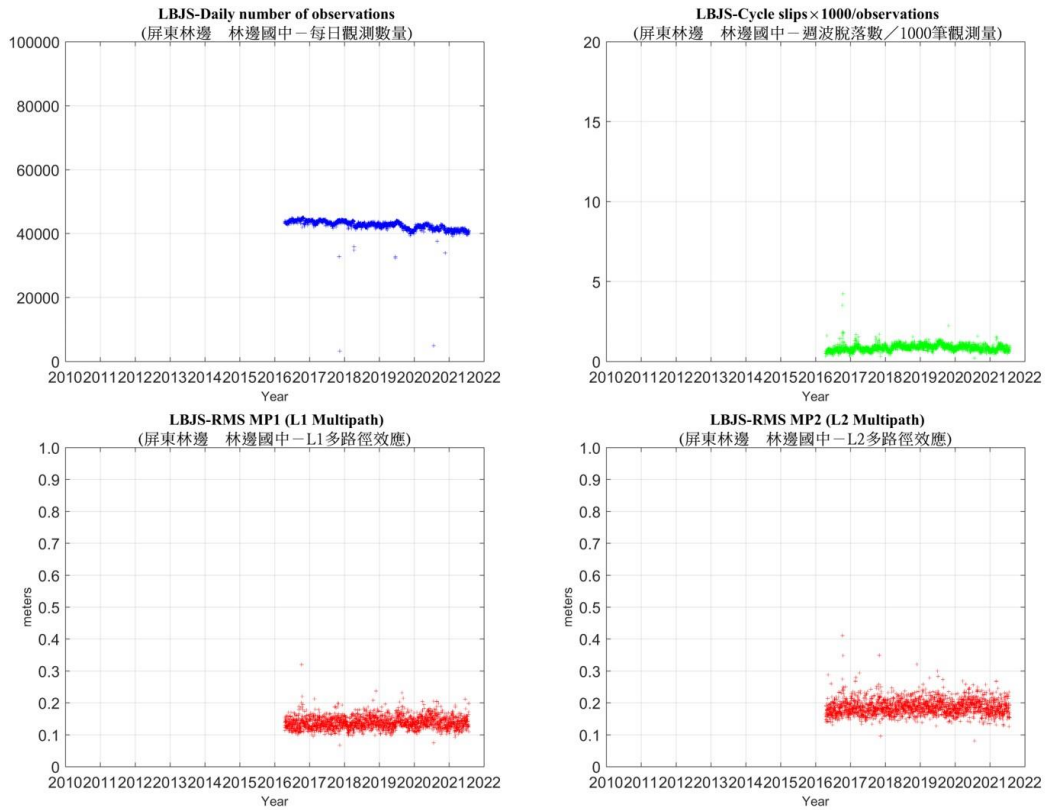 LBJS-Daily number of observations
(屏東林邊　林邊國中－每日觀測數量)
100000
80000
60000
40000
20000
0
2010 2011 2012 2013 2014 2015 2016 2017 2018 2019 2020 2021 2022
Year
LBJS-Cycle slips×1000/observations
(屏東林邊　林邊國中－週波脫落數／1000筆觀測量)
20
15
10
5
0
2010 2011 2012 2013 2014 2015 2016 2017 2018 2019 2020 2021 2022
Year
LBJS-RMS MP1 (L1 Multipath)
(屏東林邊　林邊國中－L1多路徑效應)
meters
1.0
0.9
0.8
0.7
0.6
0.5
0.4
0.3
0.2
0.1
0
2010 2011 2012 2013 2014 2015 2016 2017 2018 2019 2020 2021 2022
Year
LBJS-RMS MP2 (L2 Multipath)
(屏東林邊　林邊國中－L2多路徑效應)
meters
1.0
0.9
0.8
0.7
0.6
0.5
0.4
0.3
0.2
0.1
0
2010 2011 2012 2013 2014 2015 2016 2017 2018 2019 2020 2021 2022
Year